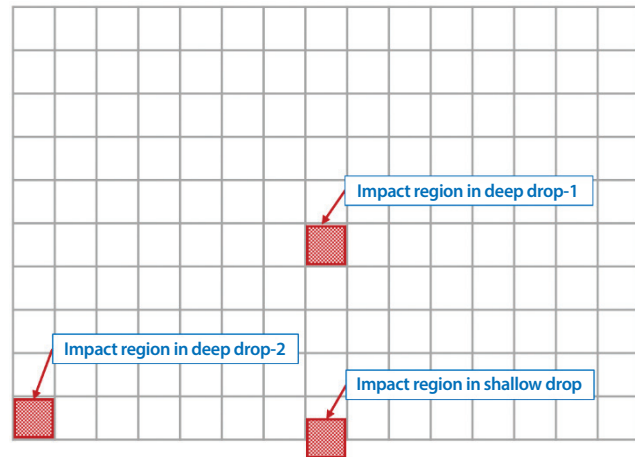 Impact region in deep drop-1
Impact region in deep drop-2
Impact region in shallow drop